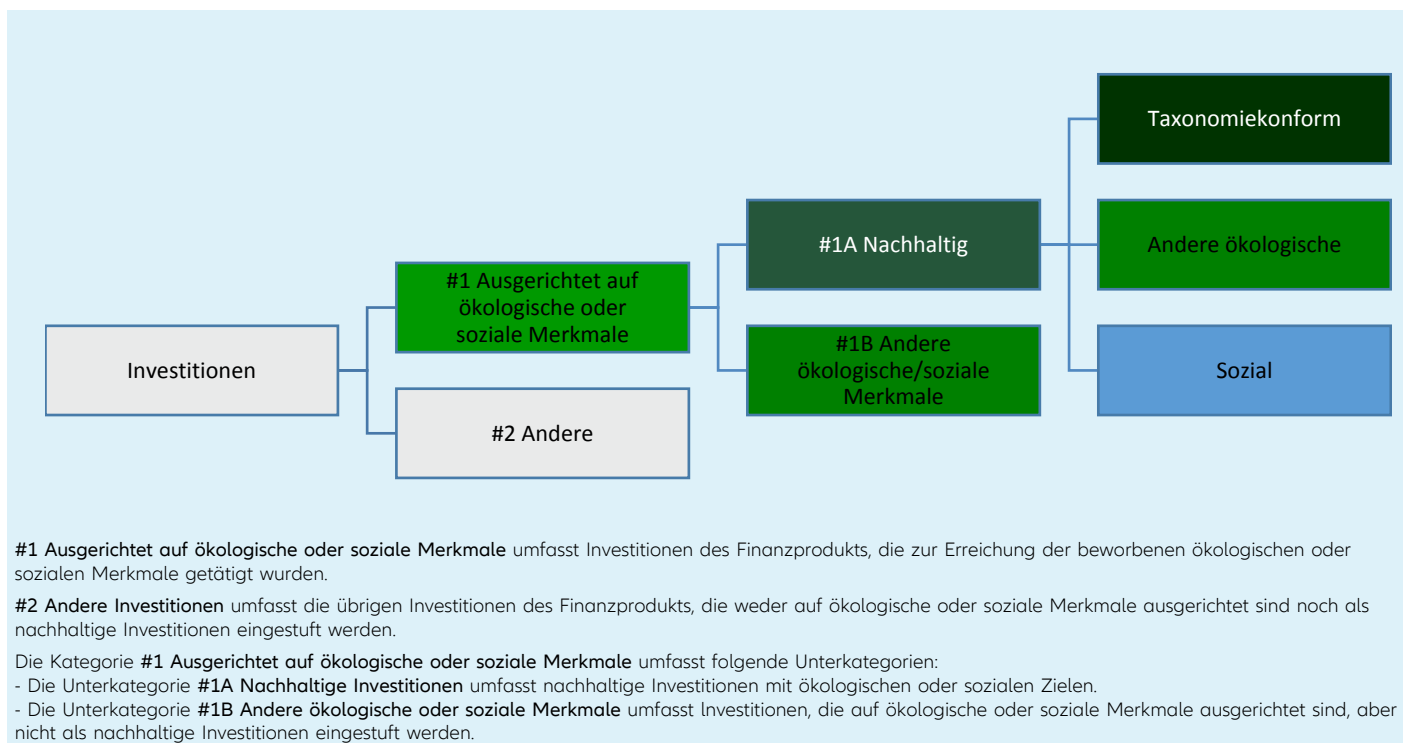 Taxonomiekonform
#1A Nachhaltig
Andere ökologische
#1 Ausgerichtet auf
ökologische oder
soziale Merkmale
Investitionen
#1B Andere
ökologische/soziale
Merkmale
Sozial
#2 Andere
#1 Ausgerichtet auf ökologische oder soziale Merkmale umfasst Investitionen des Finanzprodukts, die zur Erreichung der beworbenen ökologischen oder
sozialen Merkmale getätigt wurden.
#2 Andere Investitionen umfasst die übrigen Investitionen des Finanzprodukts, die weder auf ökologische oder soziale Merkmale ausgerichtet sind noch als
nachhaltige Investitionen eingestuft werden.
Die Kategorie #1 Ausgerichtet auf ökologische oder soziale Merkmale umfasst folgende Unterkategorien:
- Die Unterkategorie #1A Nachhaltige Investitionen umfasst nachhaltige Investitionen mit ökologischen oder sozialen Zielen.
- Die Unterkategorie #1B Andere ökologische oder soziale Merkmale umfasst Investitionen, die auf ökologische oder soziale Merkmale ausgerichtet sind, aber
nicht als nachhaltige Investitionen eingestuft werden.